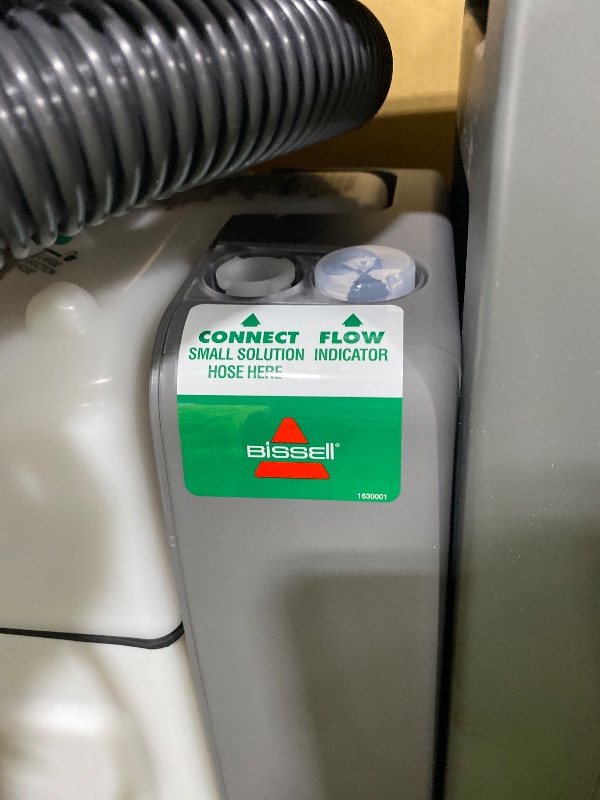 CONNECT FLOW
SMALL SOLUTION INDICATOR
HOSE HERE
BISSELL®
1630001